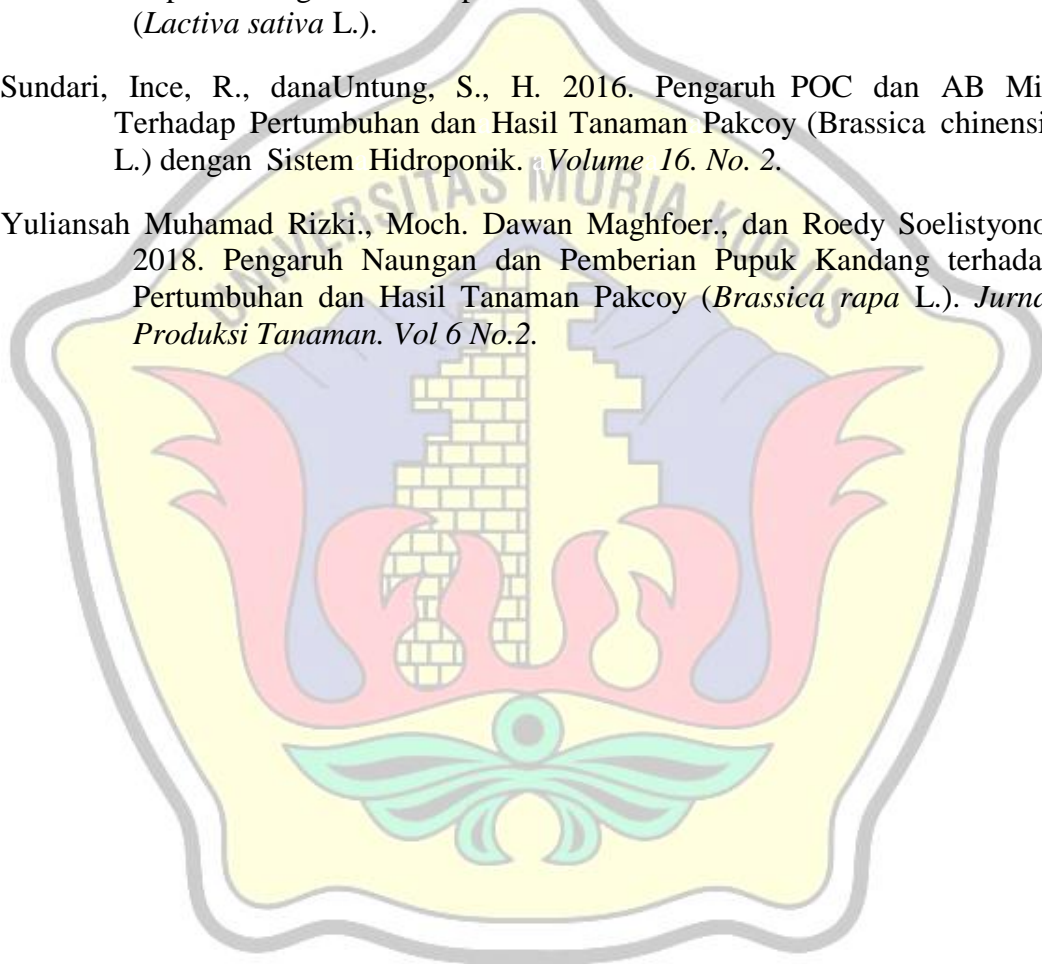 (Lactiva sativa L.).
Sundari, Ince, R., danaUntung, S., H. 2016. Pengaruh POC dan AB Mi
Terhadap Pertumbuhan dan Hasil Tanaman Pakcoy (Brassica chinensi
L.) dengan Sistem Hidroponik. Volume 16. No. 2.
Yuliansah Muhamad Rizki., Moch. Dawan Maghfoer., dan Roedy Soelistyono
2018. Pengaruh Naungan dan Pemberian Pupuk Kandang terhada
Pertumbuhan dan Hasil Tanaman Pakcoy (Brassica rapa L.). Jurna
Produksi Tanaman. Vol 6 No.2.
UNIVERSITAS MURIA KUDUS